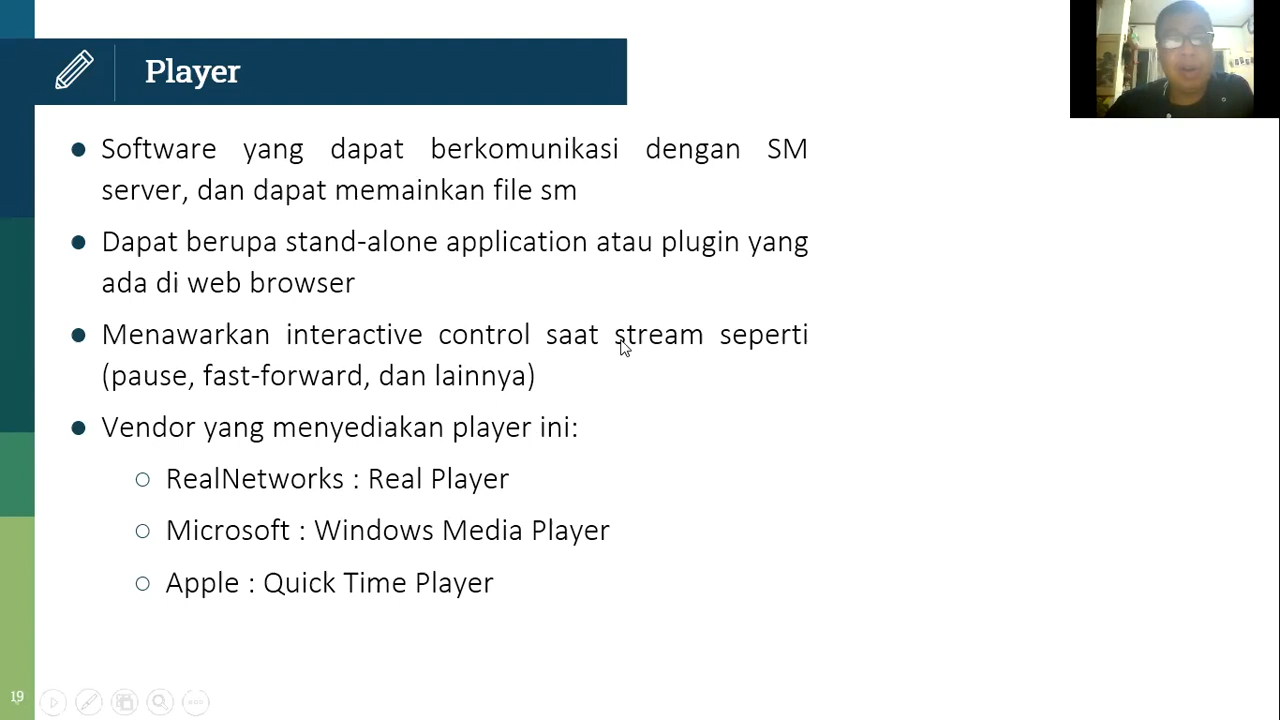 Player
Software yang dapat berkomunikasi dengan SM
server, dan dapat memainkan file sm
Dapat berupa stand-alone application atau plugin yang
ada di web browser
Menawarkan interactive control saat stream seperti
(pause, fast-forward, dan lainnya)
Vendor yang menyediakan player ini:
RealNetworks : Real Player
Microsoft : Windows Media Player
Apple : Quick Time Player
19